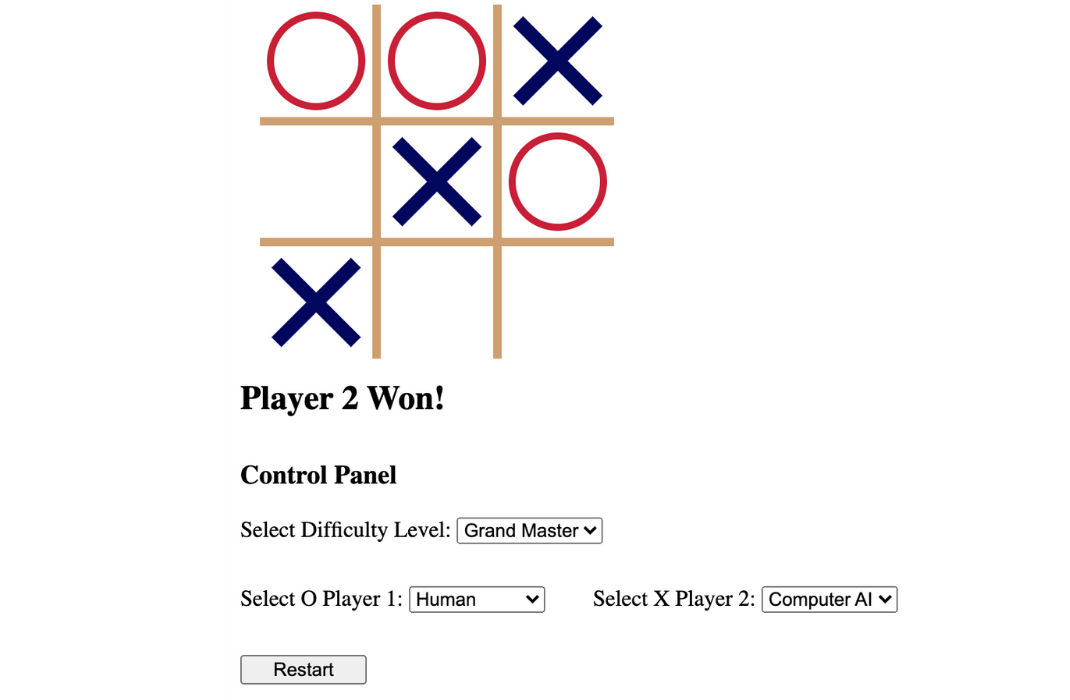 Player 2 Won!
Control Panel
Select Difficulty Level: Grand Master
Select O Player 1: Human Select X Player 2: Computer AI
Restart